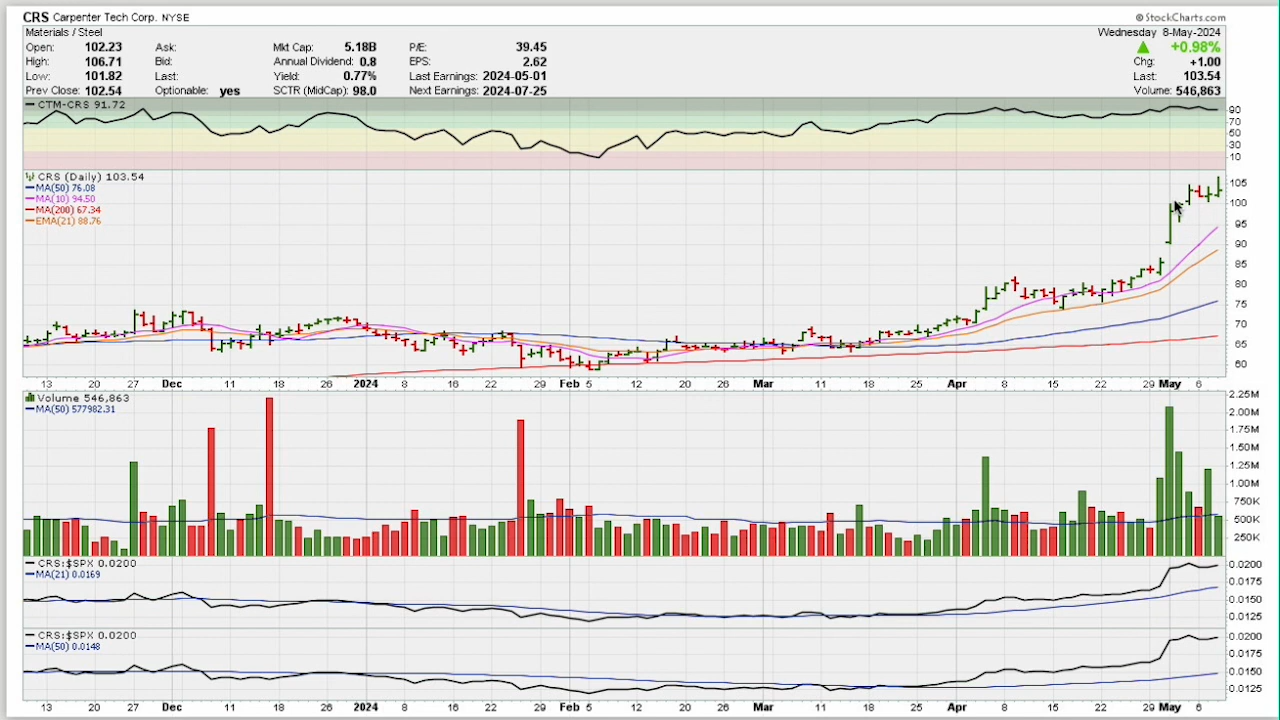 CRS Carpenter Tech Corp. NYSE © StockCharts.com
Materials / Steel Wednesday 8-May-2024
Open: 102.23 Ask: Mkt Cap: 5.18B P/E: 39.45 +0.98%
High: 106.71 Bid: Annual Dividend: 0.8 EPS: 2.62 Chg: +1.00
Low: 101.82 Last: Yield: 0.77% Last Earnings: 2024-05-01 Last: 103.54
Prev Close: 102.54 Optionable: yes SCTR (MidCap): 98.0 Next Earnings: 2024-07-25 Volume: 546,863
CTM-CRS 91.72
90
70
50
30
10
CRS (Daily) 103.54
MA(50) 76.08
MA(10) 94.50
MA(200) 67.34
EMA(21) 88.76
105
100
95
90
85
80
75
70
65
60
13 20 27 Dec 11 18 26 2024 8 16 22 29 Feb 5 12 20 26 Mar 11 18 25 Apr 8 15 22 29 May 6
Volume 546,863
MA(50) 577982.31
2.25M
2.00M
1.75M
1.50M
1.25M
1.00M
750K
500K
250K
CRS:$SPX 0.0200
MA(21) 0.0169
0.0200
0.0175
0.0150
0.0125
CRS:$SPX 0.0200
MA(50) 0.0148
0.0200
0.0175
0.0150
0.0125
13 20 27 Dec 11 18 26 2024 8 16 22 29 Feb 5 12 20 26 Mar 11 18 25 Apr 8 15 22 29 May 6